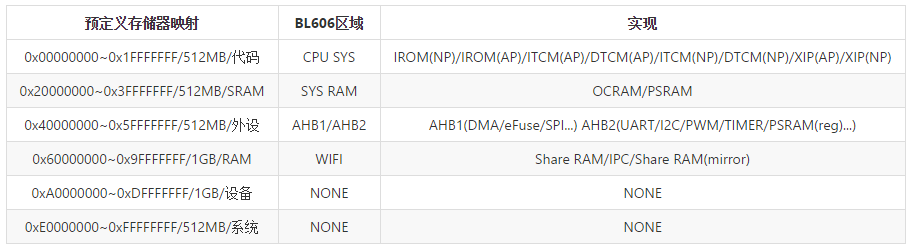 预定义存储器映射 BL606区域 实现
0x00000000~0x1FFFFFFF/512MB/代码 CPU SYS IROM(NP)/IROM(AP)/ITCM(AP)/DTCM(AP)/ITCM(NP)/DTCM(NP)/XIP(AP)/XIP(NP)
0x20000000~0x3FFFFFFF/512MB/SRAM SYS RAM OCRAM/PSRAM
0x40000000~0x5FFFFFFF/512MB/外设 AHB1/AHB2 AHB1(DMA/eFuse/SPI...) AHB2(UART/I2C/PWM/TIMER/PSRAM(reg)...)
0x60000000~0x9FFFFFFF/1GB/RAM WIFI Share RAM/IPC/Share RAM(mirror)
0xA0000000~0xDFFFFFFF/1GB/设备 NONE NONE
0xE0000000~0xFFFFFFFF/512MB/系统 NONE NONE